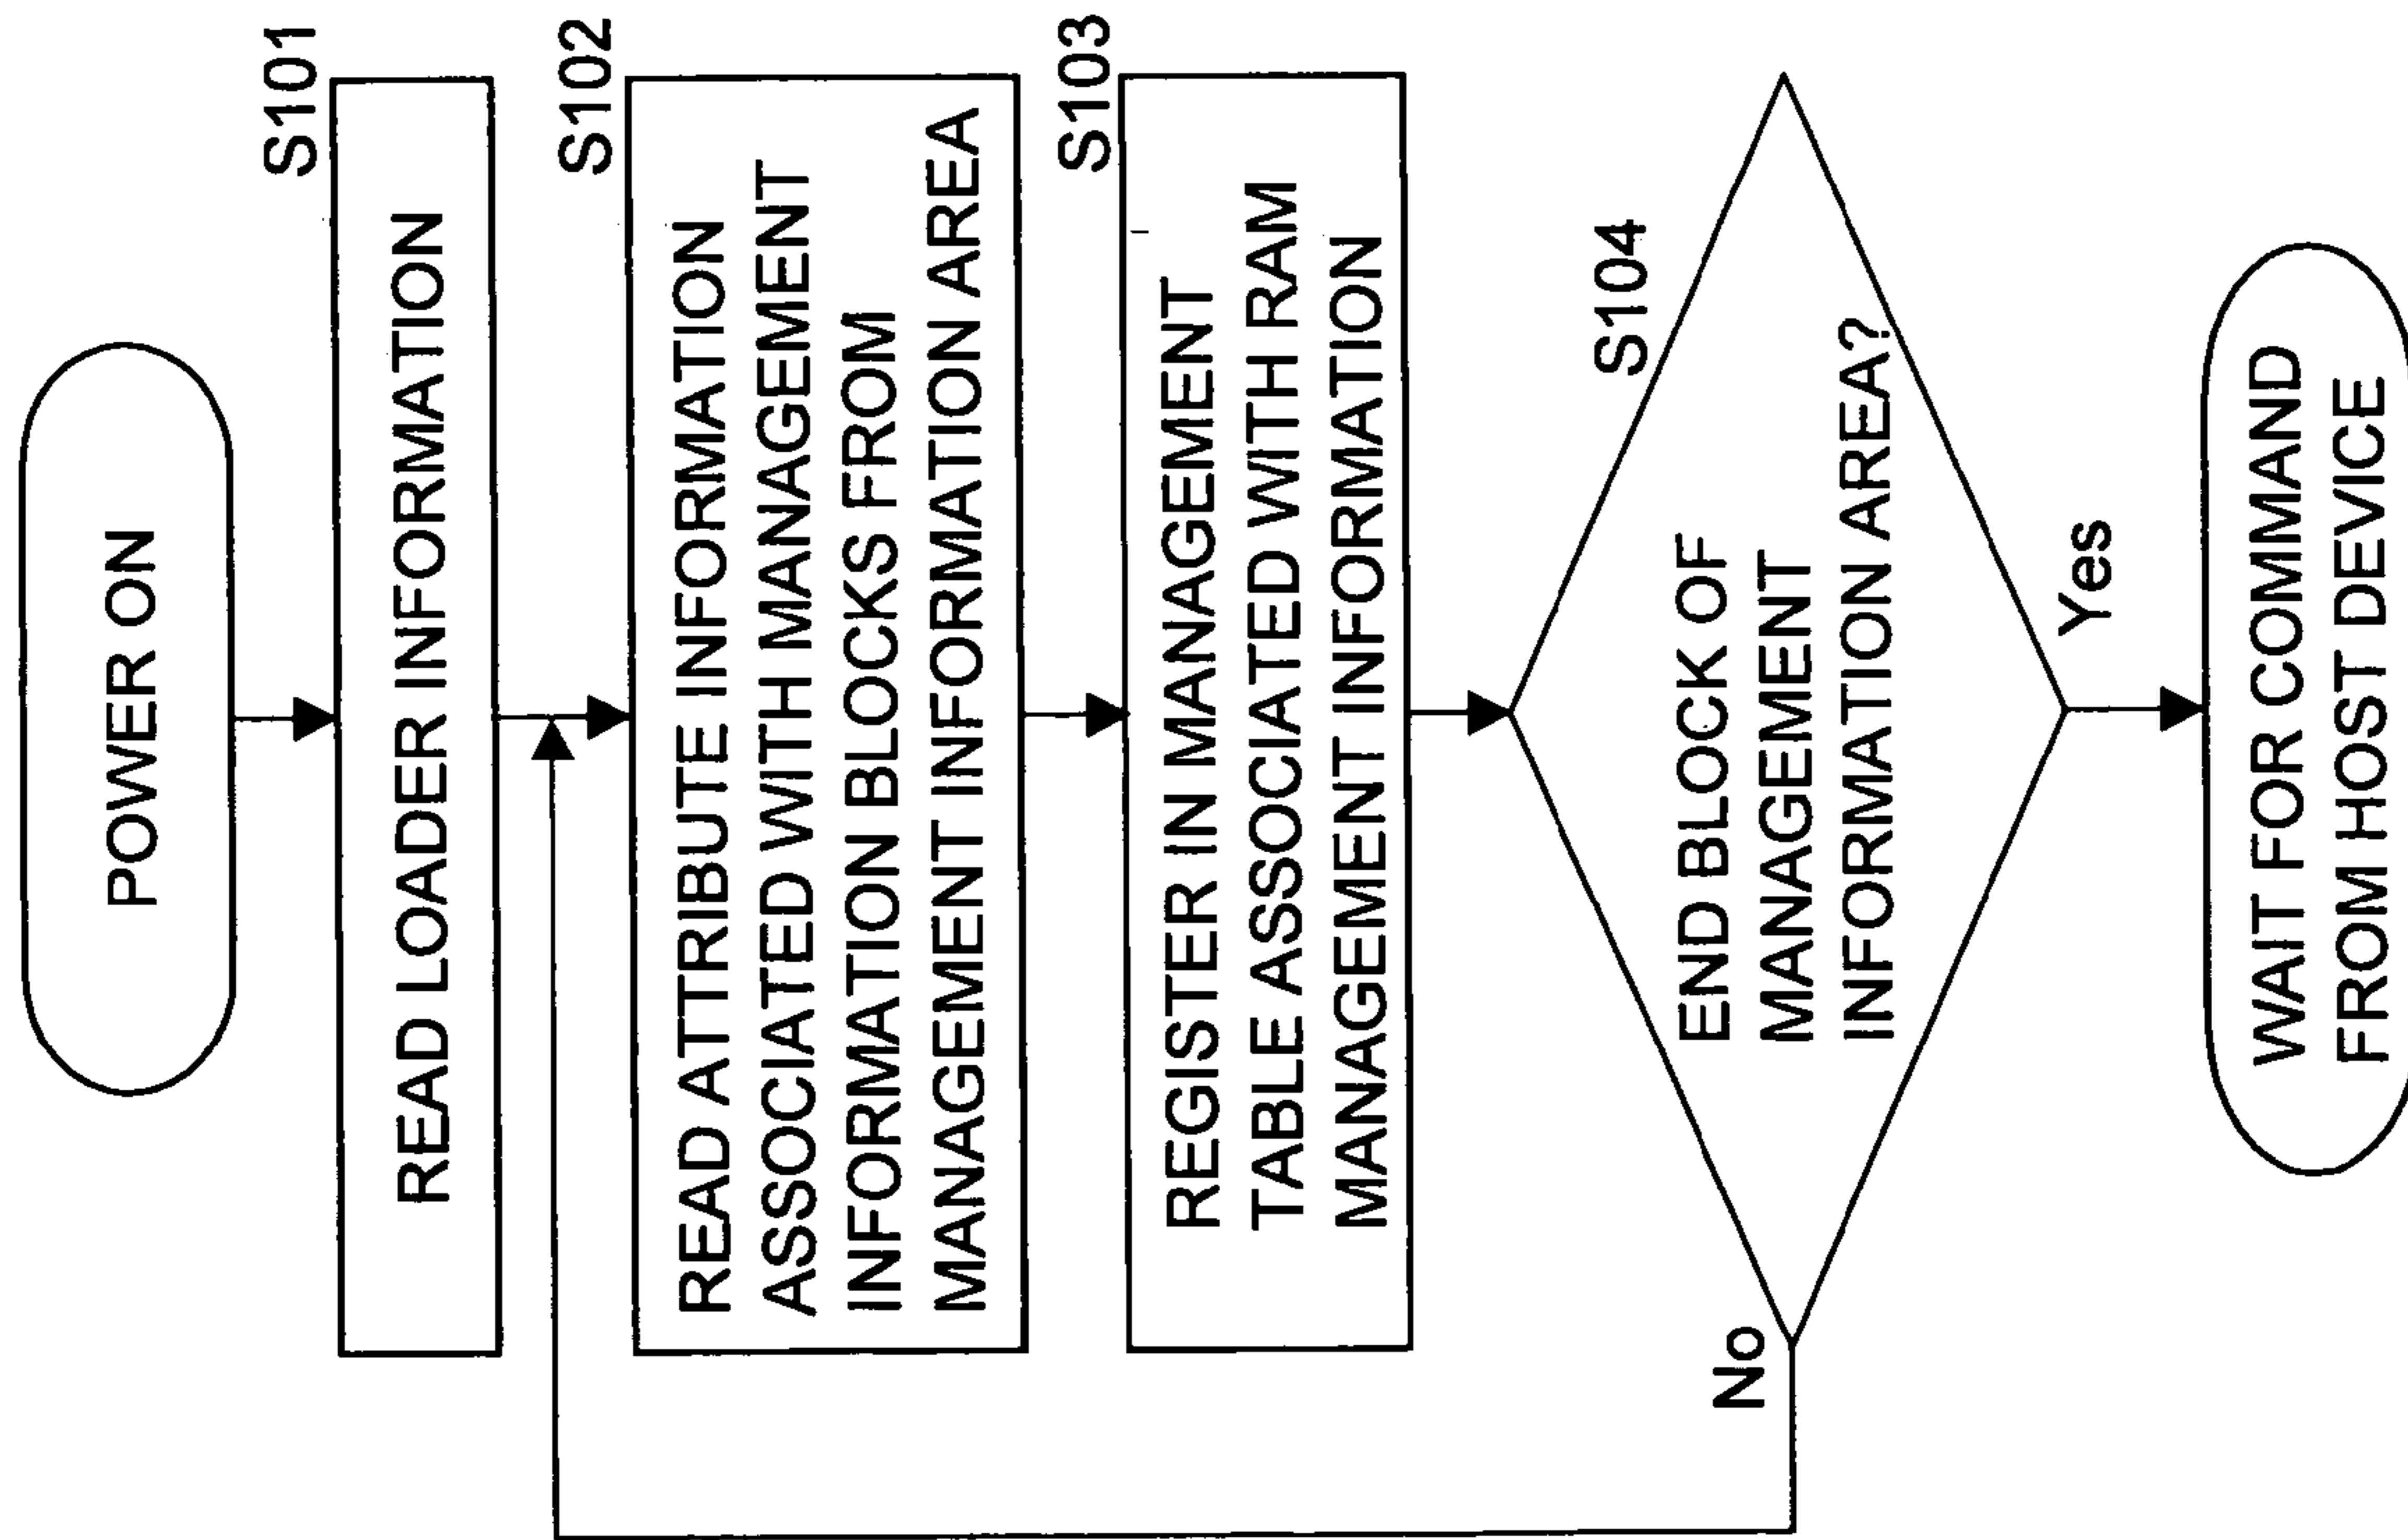 POWER ON
S101
READ LOADER INFORMATION
S102
READ ATTRIBUTE INFORMATION
ASSOCIATED WITH MANAGEMENT
INFORMATION BLOCKS FROM
MANAGEMENT INFORMATION AREA
S103
REGISTER IN MANAGEMENT
TABLE ASSOCIATED WITH RAM
MANAGEMENT INFORMATION
S104
END BLOCK OF
MANAGEMENT
INFORMATION AREA?
No
Yes
WAIT FOR COMMAND
FROM HOST DEVICE